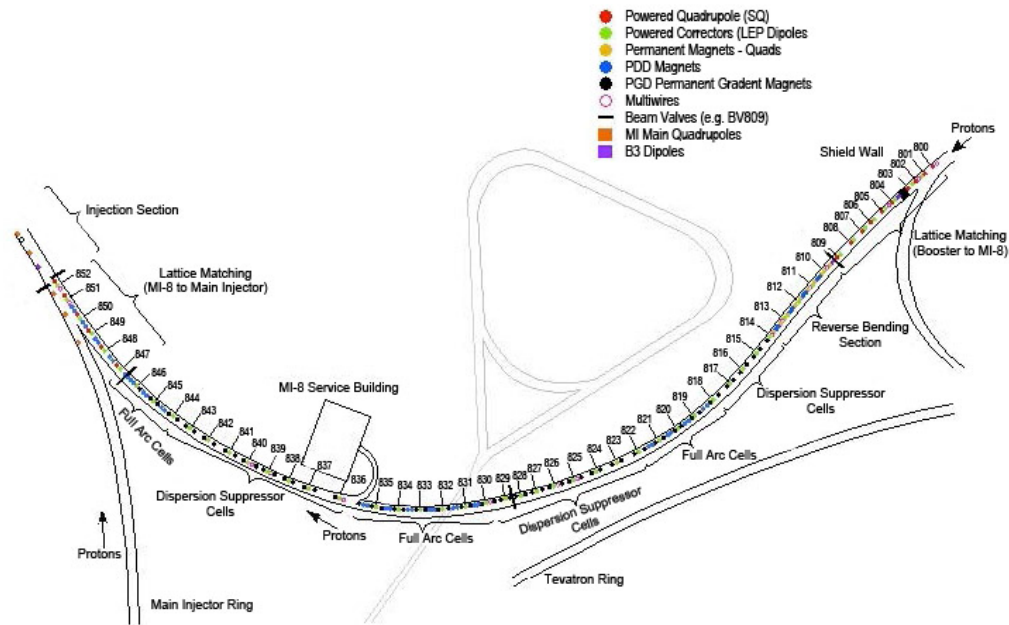 Powered Quadrupole (SQ)
Powered Correctors (LEP Dipoles
Permanent Magnets - Quads
PDD Magnets
PGD Permanent Gradent Magnets
Multiwires
Beam Valves (e.g. BV809)
MI Main Quadrupoles
B3 Dipoles
Protons
Shield Wall
800
801
802
803
804
805
806
807
808
809
810
811
812
813
814
815
816
817
818
819
820
821
822
823
824
825
826
827
828
829
830
831
832
833
834
835
836
837
838
839
840
841
842
843
844
845
846
847
848
849
850
851
852
Injection Section
Lattice Matching
(MI-8 to Main Injector)
Lattice Matching
(Booster to MI-8)
Reverse Bending
Section
Dispersion Suppressor
Cells
Full Arc Cells
Dispersion Suppressor
Cells
Full Arc Cells
Dispersion Suppressor
Cells
Full Arc Cells
MI-8 Service Building
Protons
Protons
Tevatron Ring
Main Injector Ring